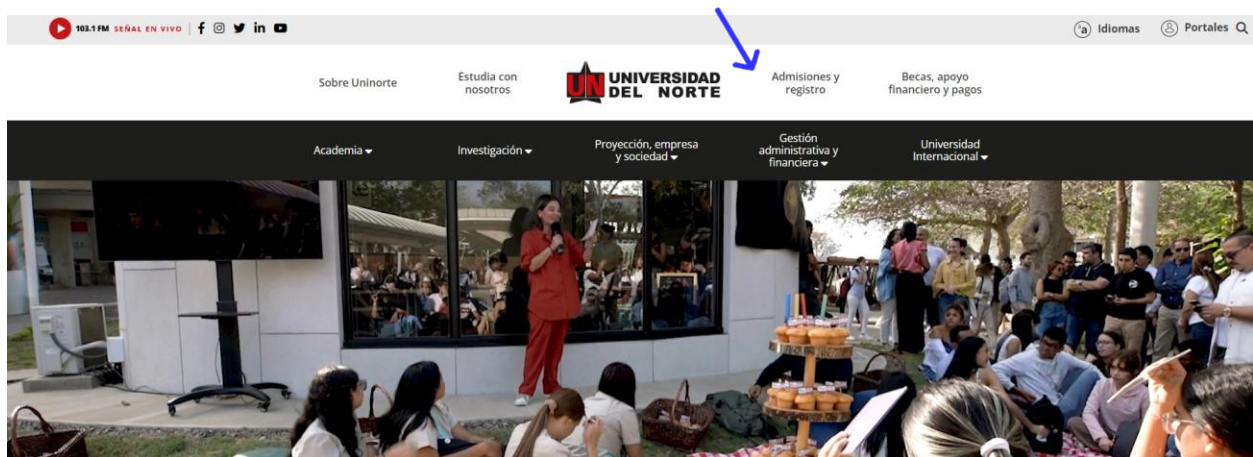 103.1 FM SEÑAL EN VIVO
Idiomas
Portales
Sobre Uninorte
Estudia con
nosotros
UN
UNIVERSIDAD
DEL NORTE
Admisiones y
registro
Becas, apoyo
financiero y pagos
Academia
Investigación
Proyección, empresa
y sociedad
Gestión
administrativa y
financiera
Universidad
Internacional